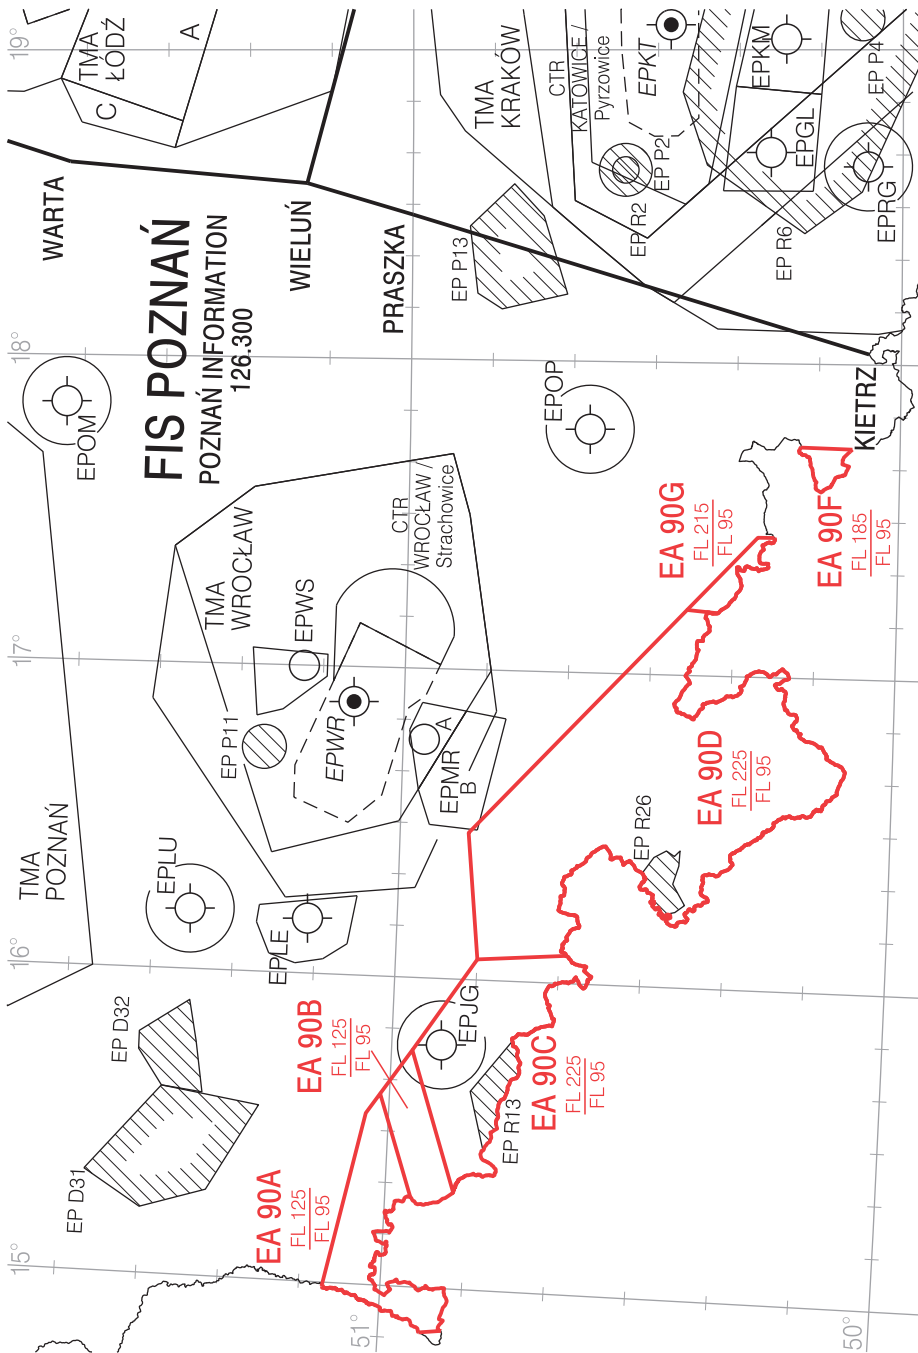 19°
TMA
ŁÓDŹ
A
C
WARTA
FIS POZNAŃ
POZNAŃ INFORMATION
126.300
WIELUŃ
PRASZKA
EP P13
TMA
KRAKÓW
CTR
KATOWICE /
Pyrzowice
EPKT
EP R2
EP P2
EPKM
EPGL
EP R6
EP P4
EPRG
18°
EPOM
EPOP
KIETRZ
TMA
WROCŁAW
EPWS
CTR
WROCŁAW /
Strachowice
EA 90G
FL 215
FL 95
EA 90F
FL 185
FL 95
17°
EP P11
EPWR
A
EPMR
B
EA 90D
FL 225
FL 95
EP R26
TMA
POZNAŃ
EPLU
EPLE
16°
EP D32
EA 90B
FL 125
FL 95
EPJG
EA 90C
FL 225
FL 95
EP R13
EP D31
EA 90A
FL 125
FL 95
15°
51°
50°